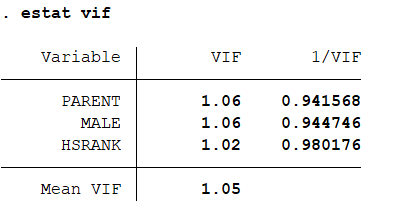 . estat vif
Variable VIF 1/VIF
PARENT 1.06 0.941568
MALE 1.06 0.944746
HSRANK 1.02 0.980176
Mean VIF 1.05